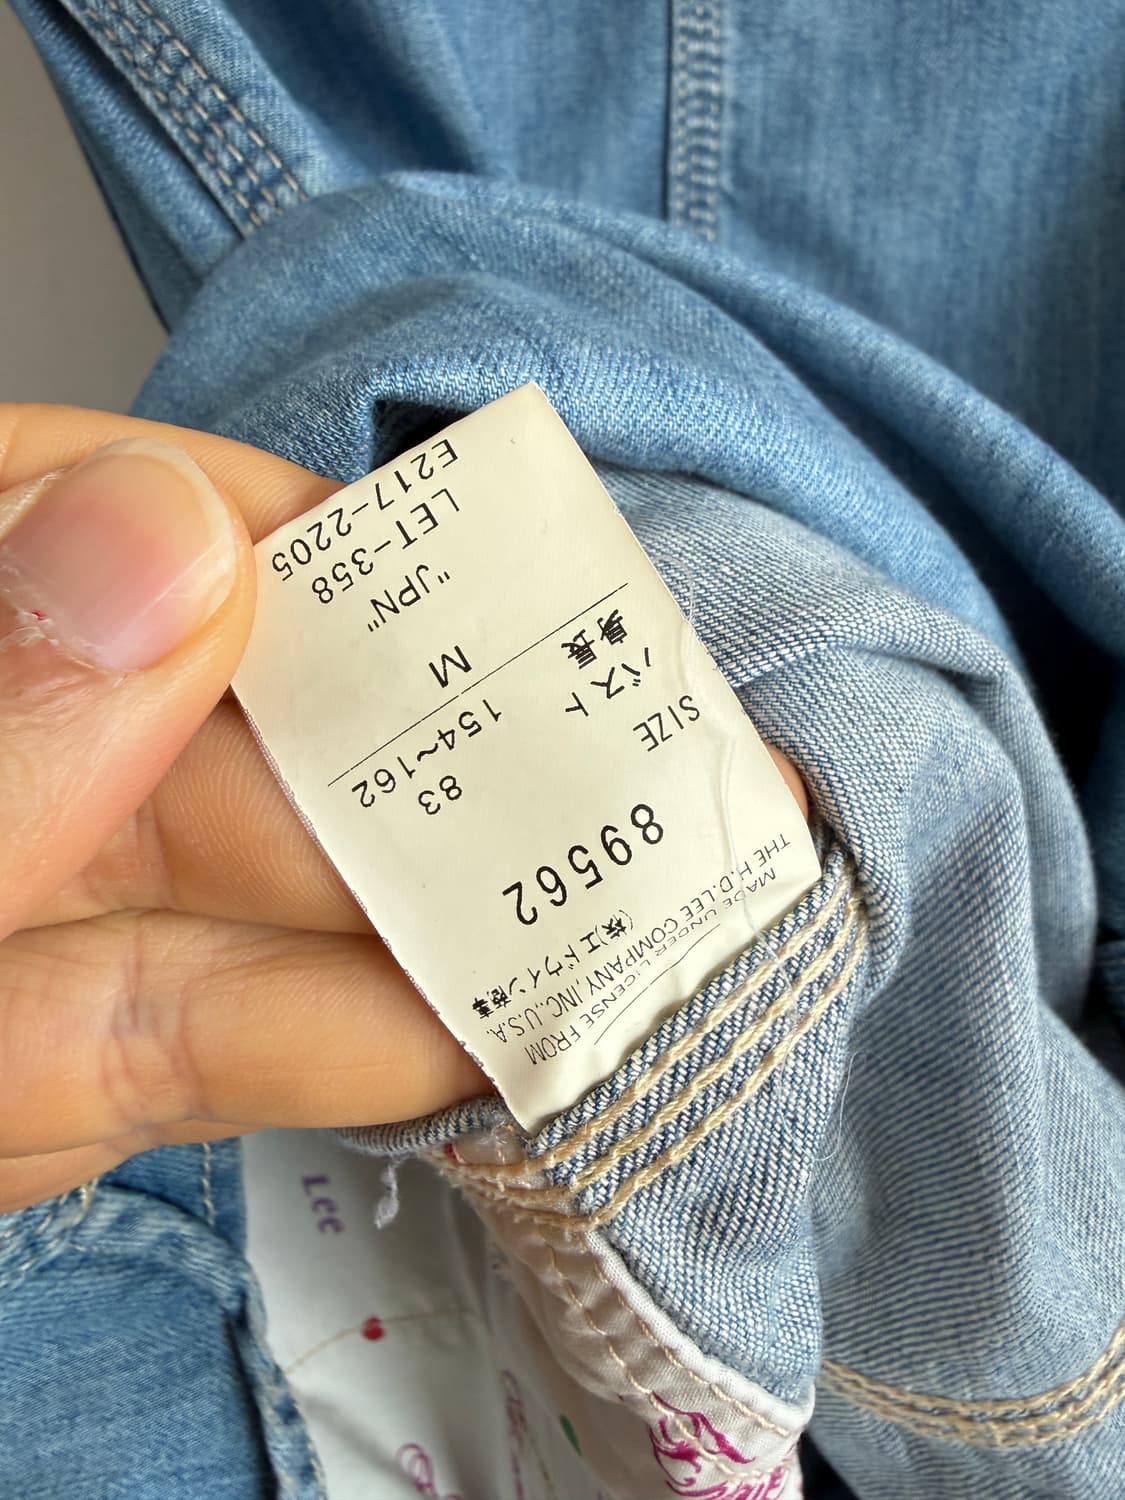 MADE UNDER LICENSE FROM
THE H.D.LEE COMPANY,INC.,U.S.A.
(株)エドウイン商事
89562
SIZE
バスト 83
身長 154~162
M
"JPN"
LET-358
E217-2205
Lee